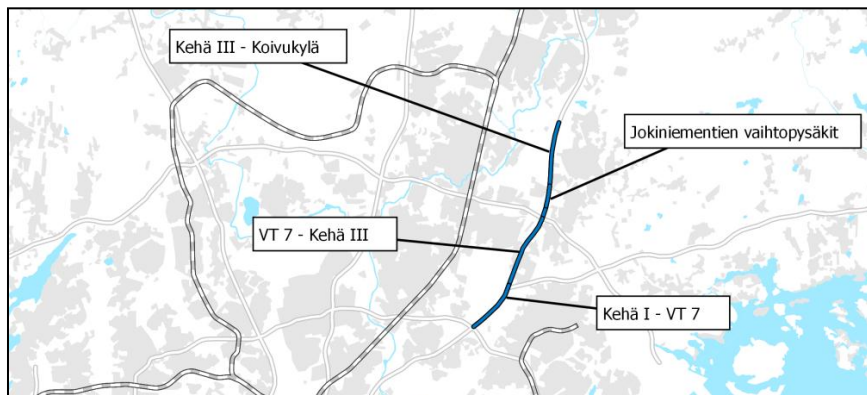 Kehä III - Koivukylä
Jokiniementien vaihtopysäkit
VT 7 - Kehä III
Kehä I - VT 7